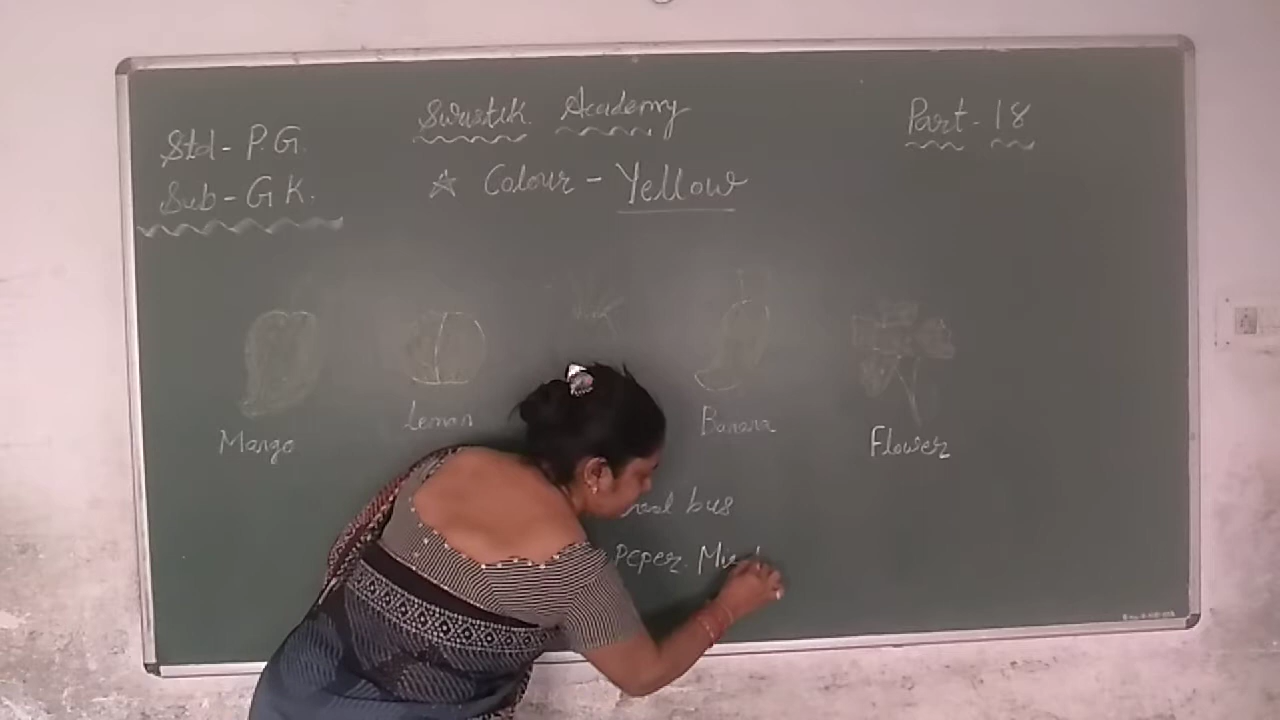 Swastik Academy
Part - 18
Std - P.G.
Sub - G K.
☆ Colour - Yellow
Mango
Lemon
Banana
Flower
bus
Peper.